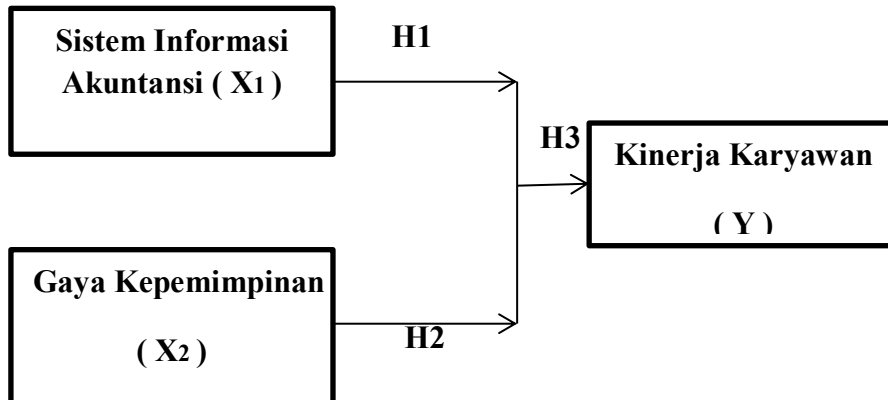 Sistem Informasi
Akuntansi ( X1 )
H1
H3
Kinerja Karyawan
( Y )
Gaya Kepemimpinan
( X2 )
H2